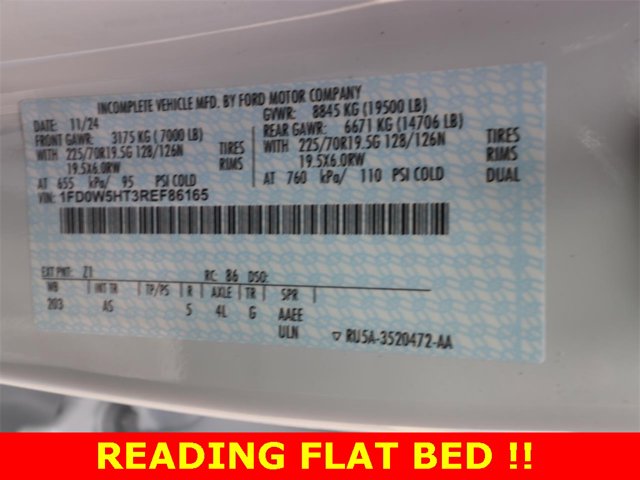 INCOMPLETE VEHICLE MFD. BY FORD MOTOR COMPANY
DATE: 11/24 GVWR: 8845 KG (19500 LB)
FRONT GAWR: 3175 KG (7000 LB) REAR GAWR: 6671 KG (14706 LB)
WITH 225/70R19.5G 128/126N TIRES WITH 225/70R19.5G 128/126N TIRES
19.5X6.0RW RIMS 19.5X6.0RW RIMS
AT 655 kPa/ 95 PSI COLD AT 760 kPa/ 110 PSI COLD DUAL
VIN: 1FD0W5HT3REF86165
EXT PNT: Z1 RC: 86 DSO:
WB INT TR TP/PS R AXLE TR SPR
203 AS 5 4L G AAEE
ULN ▽ RU5A-3520472-AA
READING FLAT BED !!